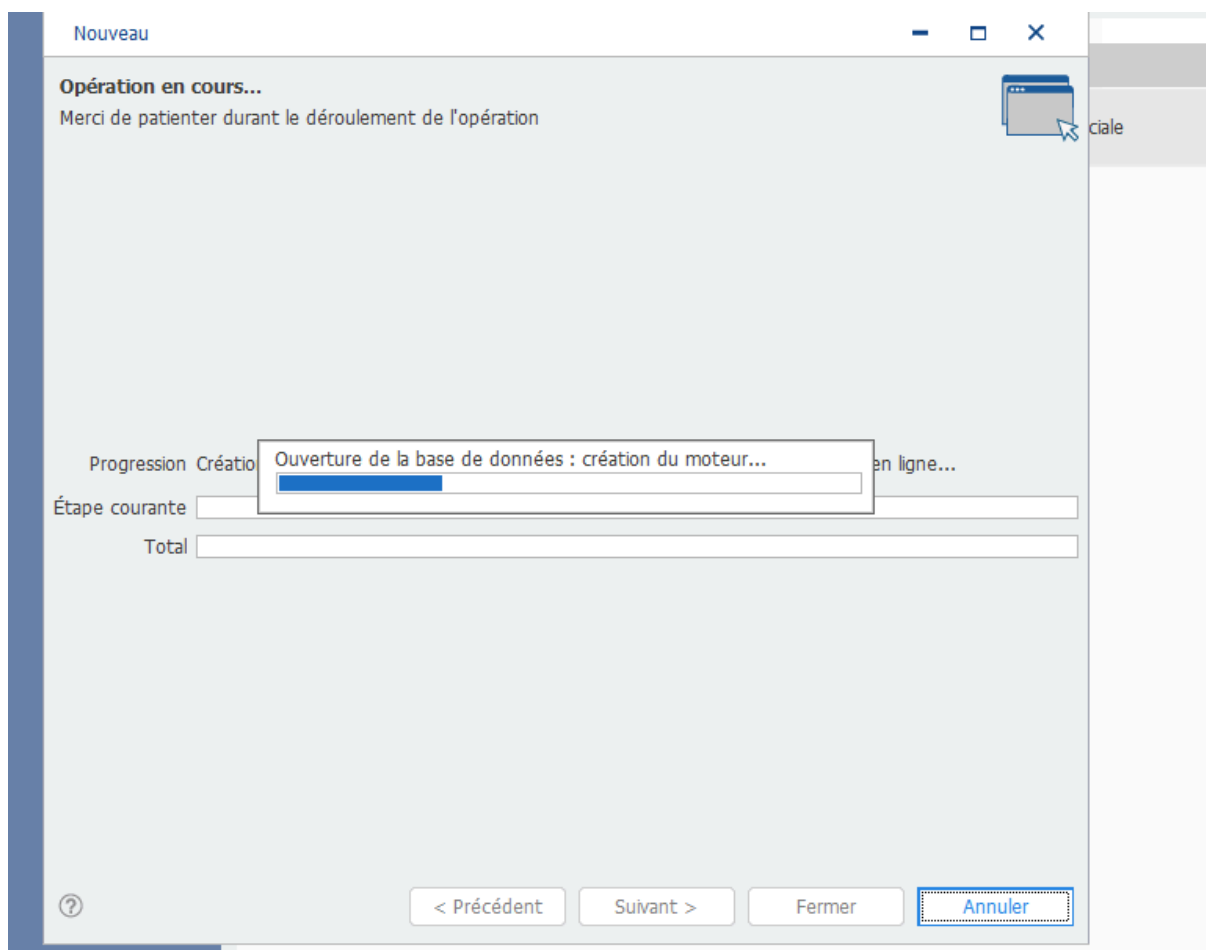 Nouveau
Opération en cours...
Merci de patienter durant le déroulement de l'opération
ciale
Ouverture de la base de données : création du moteur...
Progression Créatio en ligne...
Étape courante
Total
< Précédent Suivant > Fermer Annuler